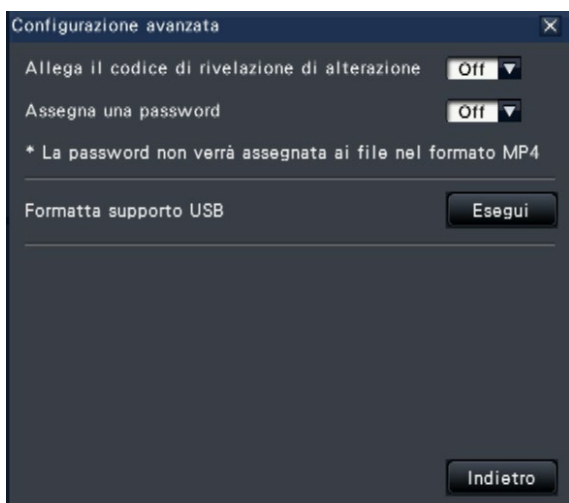 Configurazione avanzata
Allega il codice di rivelazione di alterazione Off
Assegna una password Off
* La password non verrà assegnata ai file nel formato MP4
Formatta supporto USB Esegui
Indietro